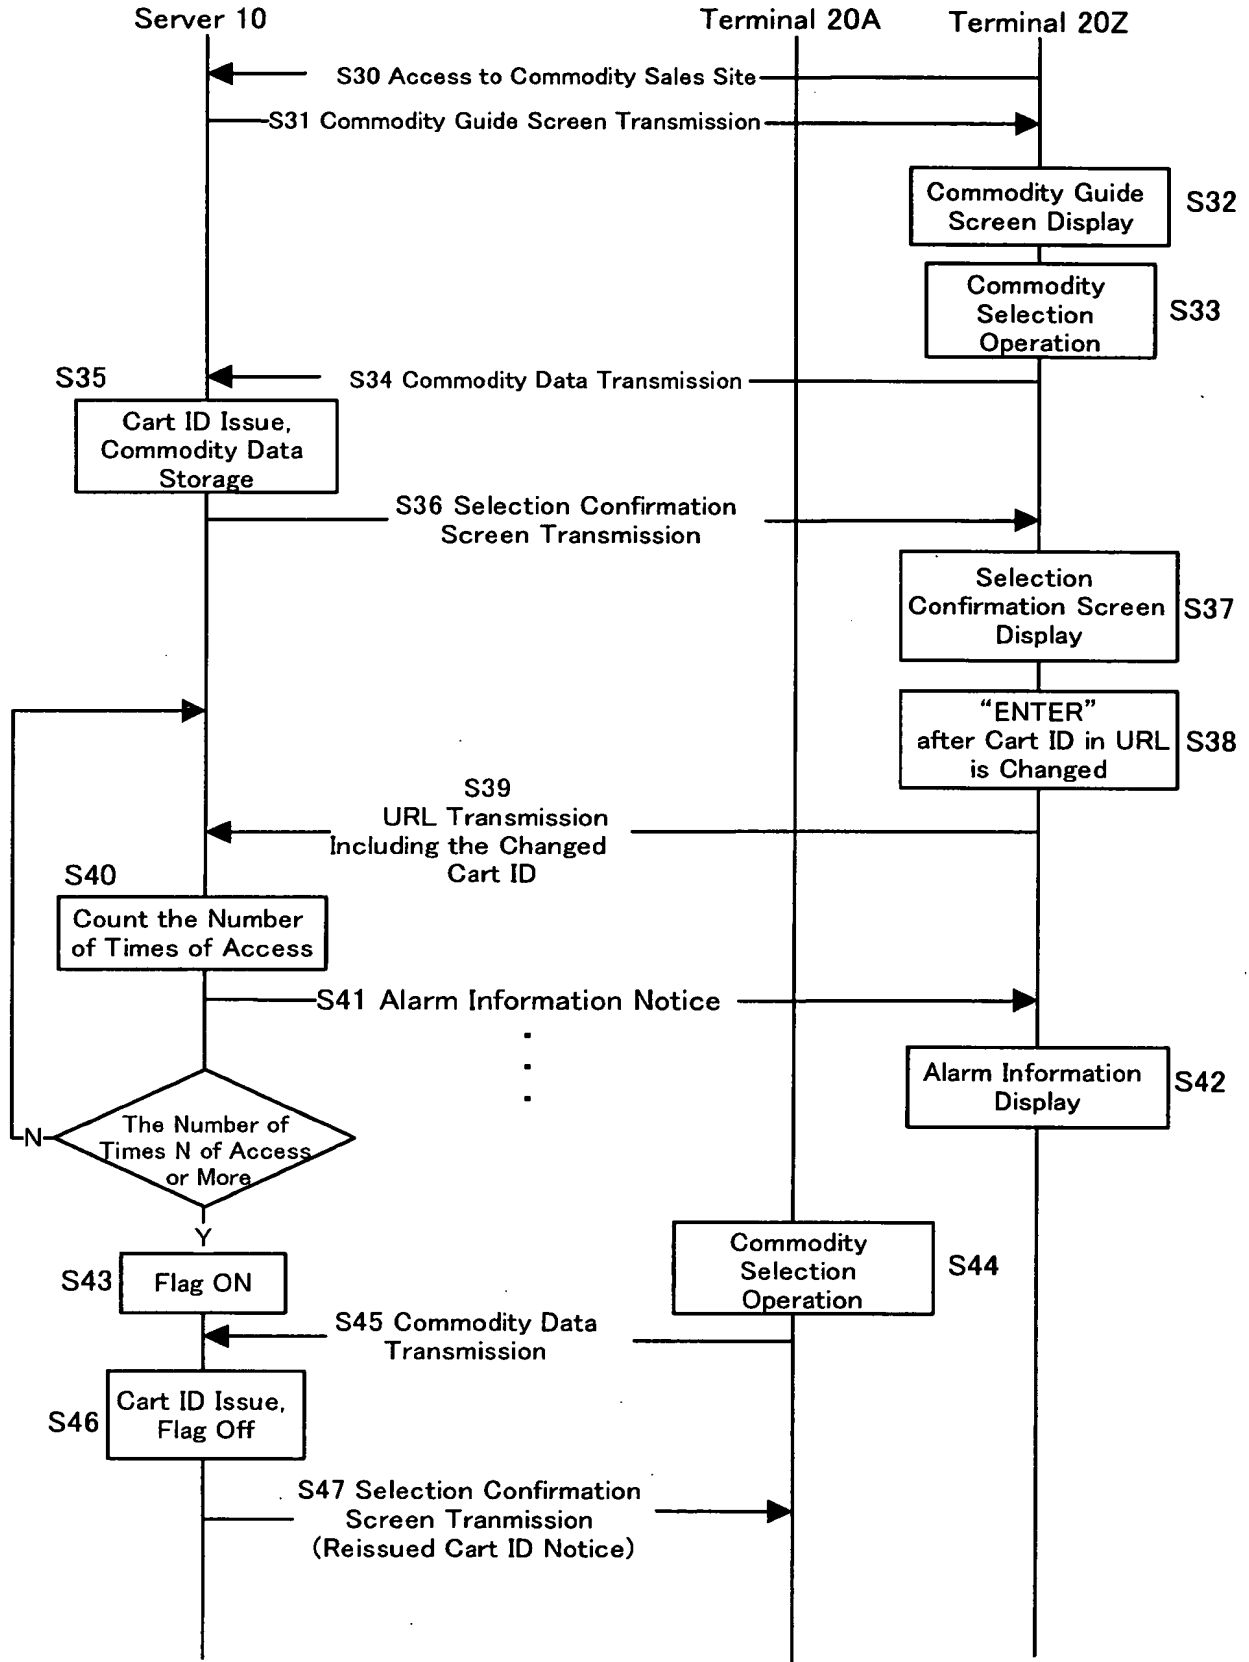 Server 10
Terminal 20A
Terminal 20Z
S30 Access to Commodity Sales Site
S31 Commodity Guide Screen Transmission
Commodity Guide
Screen Display
S32
Commodity
Selection
Operation
S33
S34 Commodity Data Transmission
S35
Cart ID Issue,
Commodity Data
Storage
S36 Selection Confirmation
Screen Transmission
Selection
Confirmation Screen
Display
S37
“ENTER”
after Cart ID in URL
is Changed
S38
S39
URL Transmission
Including the Changed
Cart ID
S40
Count the Number
of Times of Access
S41 Alarm Information Notice
Alarm Information
Display
S42
The Number of
Times N of Access
or More
N
Y
S43
Flag ON
Commodity
Selection
Operation
S44
S45 Commodity Data
Transmission
S46
Cart ID Issue,
Flag Off
S47 Selection Confirmation
Screen Tranmission
(Reissued Cart ID Notice)